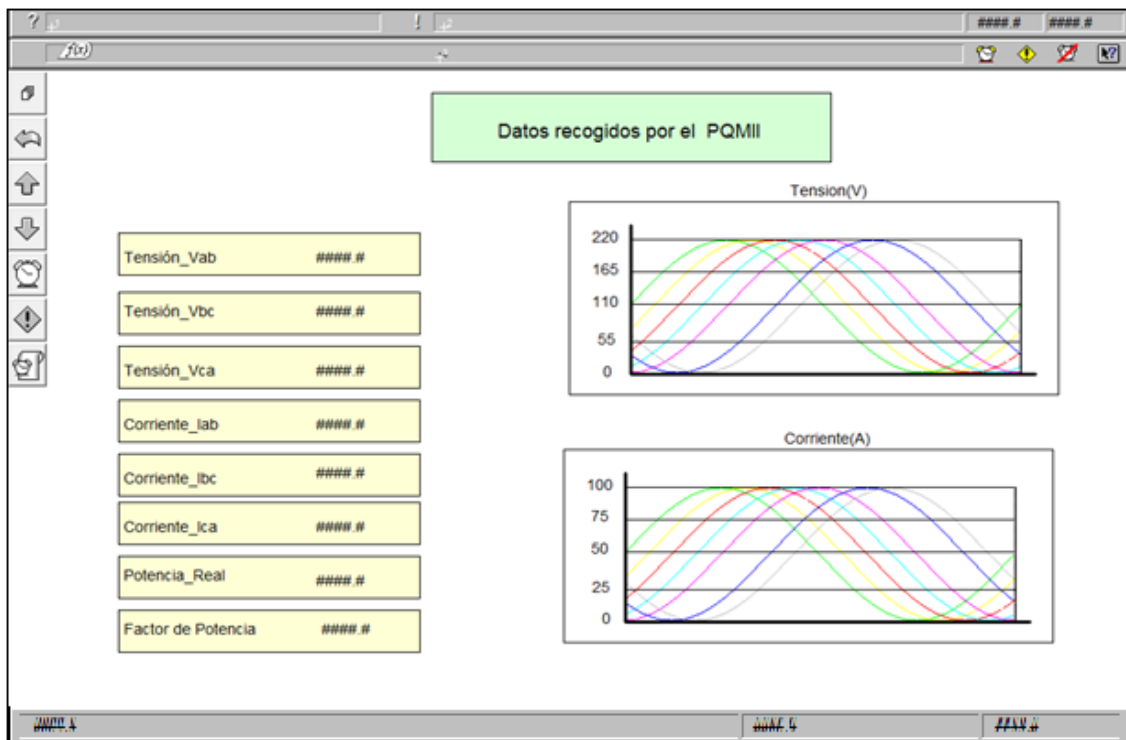 ?
!
####.#
####.#
f(x)
Datos recogidos por el PQMII
Tensión_Vab ####.#
Tensión_Vbc ####.#
Tensión_Vca ####.#
Corriente_Iab ####.#
Corriente_Ibc ####.#
Corriente_Ica ####.#
Potencia_Real ####.#
Factor de Potencia ####.#
Tension(V)
220
165
110
55
0
Corriente(A)
100
75
50
25
0